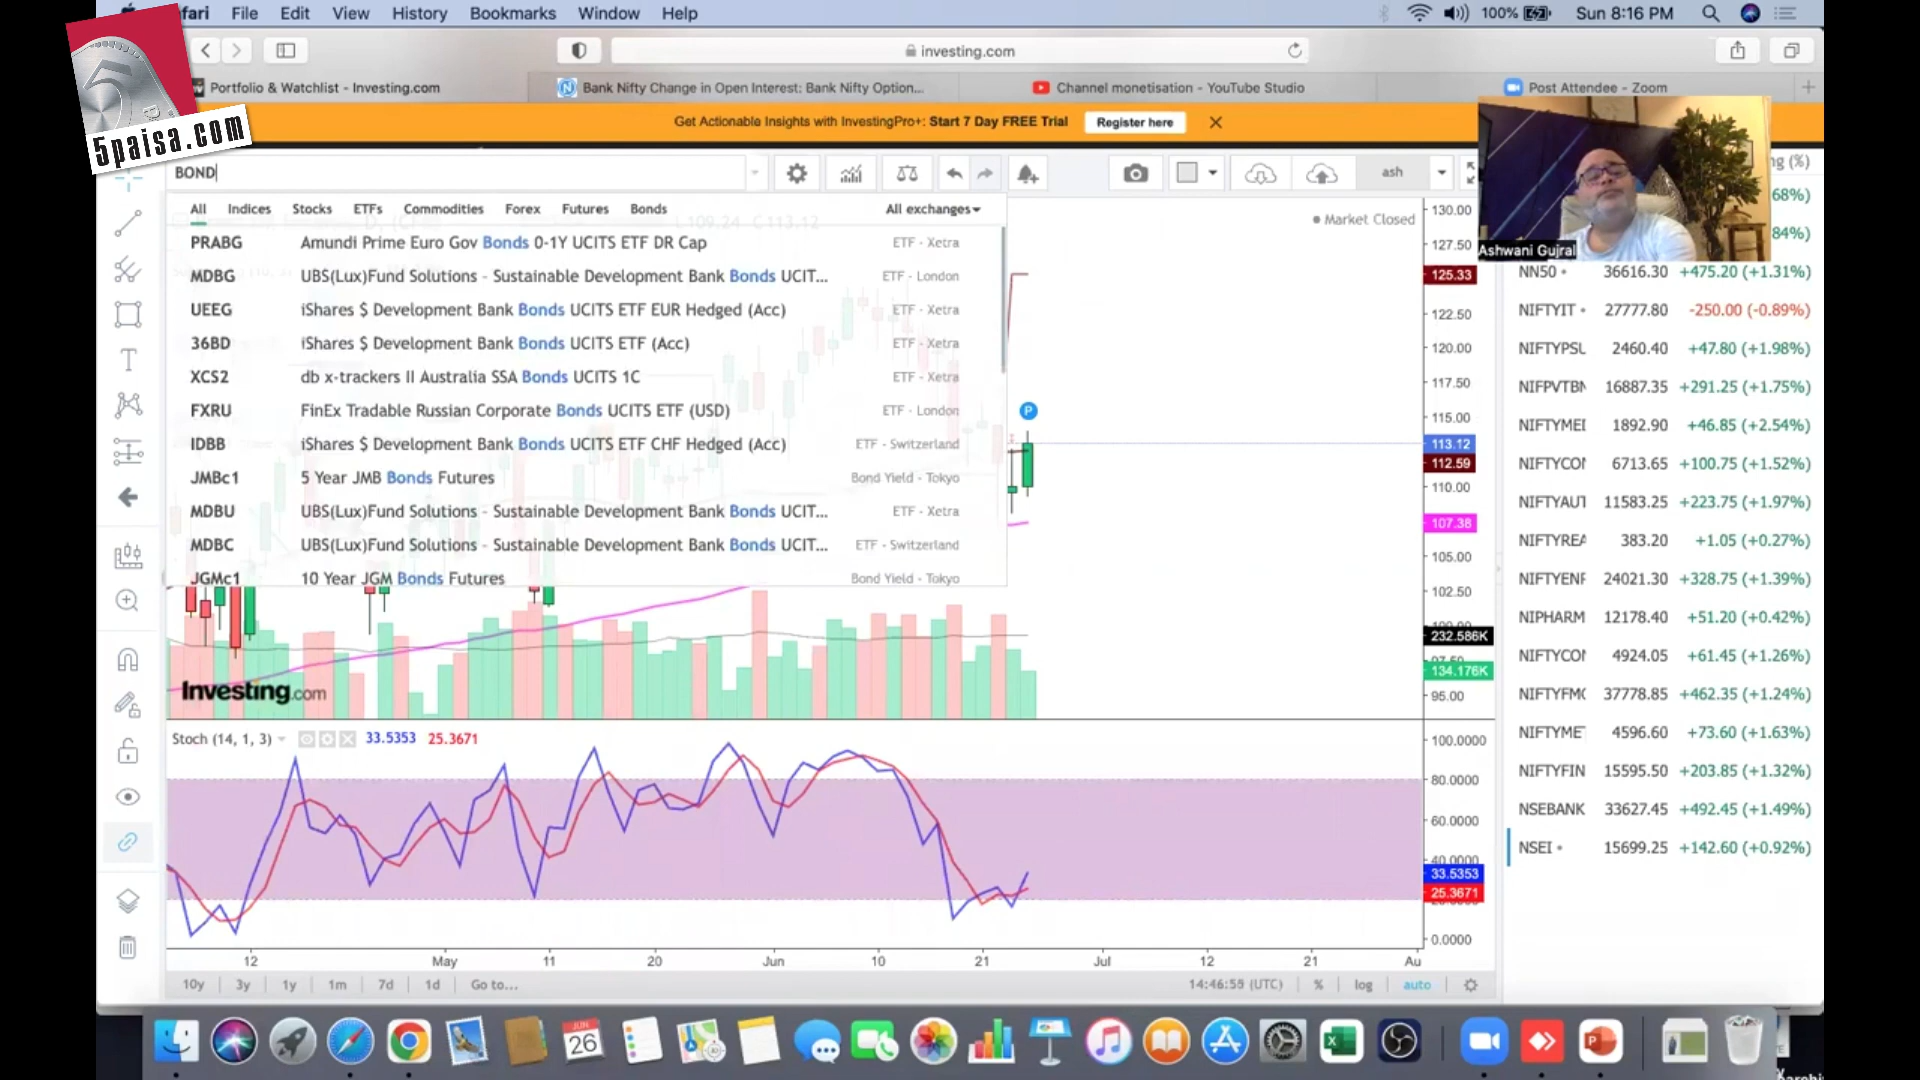 fari File Edit View History Bookmarks Window Help 100% Sun 8:16 PM
5paisa.com
investing.com
Portfolio & Watchlist - Investing.com Bank Nifty Change in Open Interest: Bank Nifty Option... Channel monetisation - YouTube Studio Post Attendee - Zoom
Get Actionable Insights with InvestingPro+: Start 7 Day FREE Trial Register here
BOND ash
All Indices Stocks ETFs Commodities Forex Futures Bonds All exchanges
L109.24 C113.12
Market Closed
PRABG Amundi Prime Euro Gov Bonds 0-1Y UCITS ETF DR Cap ETF - Xetra
MDBG UBS(Lux)Fund Solutions - Sustainable Development Bank Bonds UCIT... ETF - London
UEEG iShares $ Development Bank Bonds UCITS ETF EUR Hedged (Acc) ETF - Xetra
36BD iShares $ Development Bank Bonds UCITS ETF (Acc) ETF - Xetra
XCS2 db x-trackers II Australia SSA Bonds UCITS 1C ETF - Xetra
FXRU FinEx Tradable Russian Corporate Bonds UCITS ETF (USD) ETF - London
IDBB iShares $ Development Bank Bonds UCITS ETF CHF Hedged (Acc) ETF - Switzerland
JMBc1 5 Year JMB Bonds Futures Bond Yield - Tokyo
MDBU UBS(Lux)Fund Solutions - Sustainable Development Bank Bonds UCIT... ETF - Xetra
MDBC UBS(Lux)Fund Solutions - Sustainable Development Bank Bonds UCIT... ETF - Switzerland
JGMc1 10 Year JGM Bonds Futures Bond Yield - Tokyo
P
130.00
127.50
125.33
122.50
120.00
117.50
115.00
113.12
112.59
110.00
107.38
105.00
102.50
232.586K
134.176K
95.00
Investing.com
Stoch (14, 1, 3) 33.5353 25.3671
100.0000
80.0000
60.0000
40.0000
33.5353
25.3671
0.0000
12 May 11 20 Jun 10 21 Jul 12 21 Au
10y 3y 1y 1m 7d 1d Go to... 14:46:55 (UTC) % log auto
Ashwani Gujral
ng (%)
68%)
84%)
NN50 36616.30 +475.20 (+1.31%)
NIFTYIT 27777.80 -250.00 (-0.89%)
NIFTYPSU 2460.40 +47.80 (+1.98%)
NIFPVTBN 16887.35 +291.25 (+1.75%)
NIFTYMEI 1892.90 +46.85 (+2.54%)
NIFTYCOI 6713.65 +100.75 (+1.52%)
NIFTYAUT 11583.25 +223.75 (+1.97%)
NIFTYREA 383.20 +1.05 (+0.27%)
NIFTYENF 24021.30 +328.75 (+1.39%)
NIPHARM 12178.40 +51.20 (+0.42%)
NIFTYCOI 4924.05 +61.45 (+1.26%)
NIFTYFM 37778.85 +462.35 (+1.24%)
NIFTYME 4596.60 +73.60 (+1.63%)
NIFTYFIN 15595.50 +203.85 (+1.32%)
NSEBANK 33627.45 +492.45 (+1.49%)
NSEI 15699.25 +142.60 (+0.92%)
JUN
26